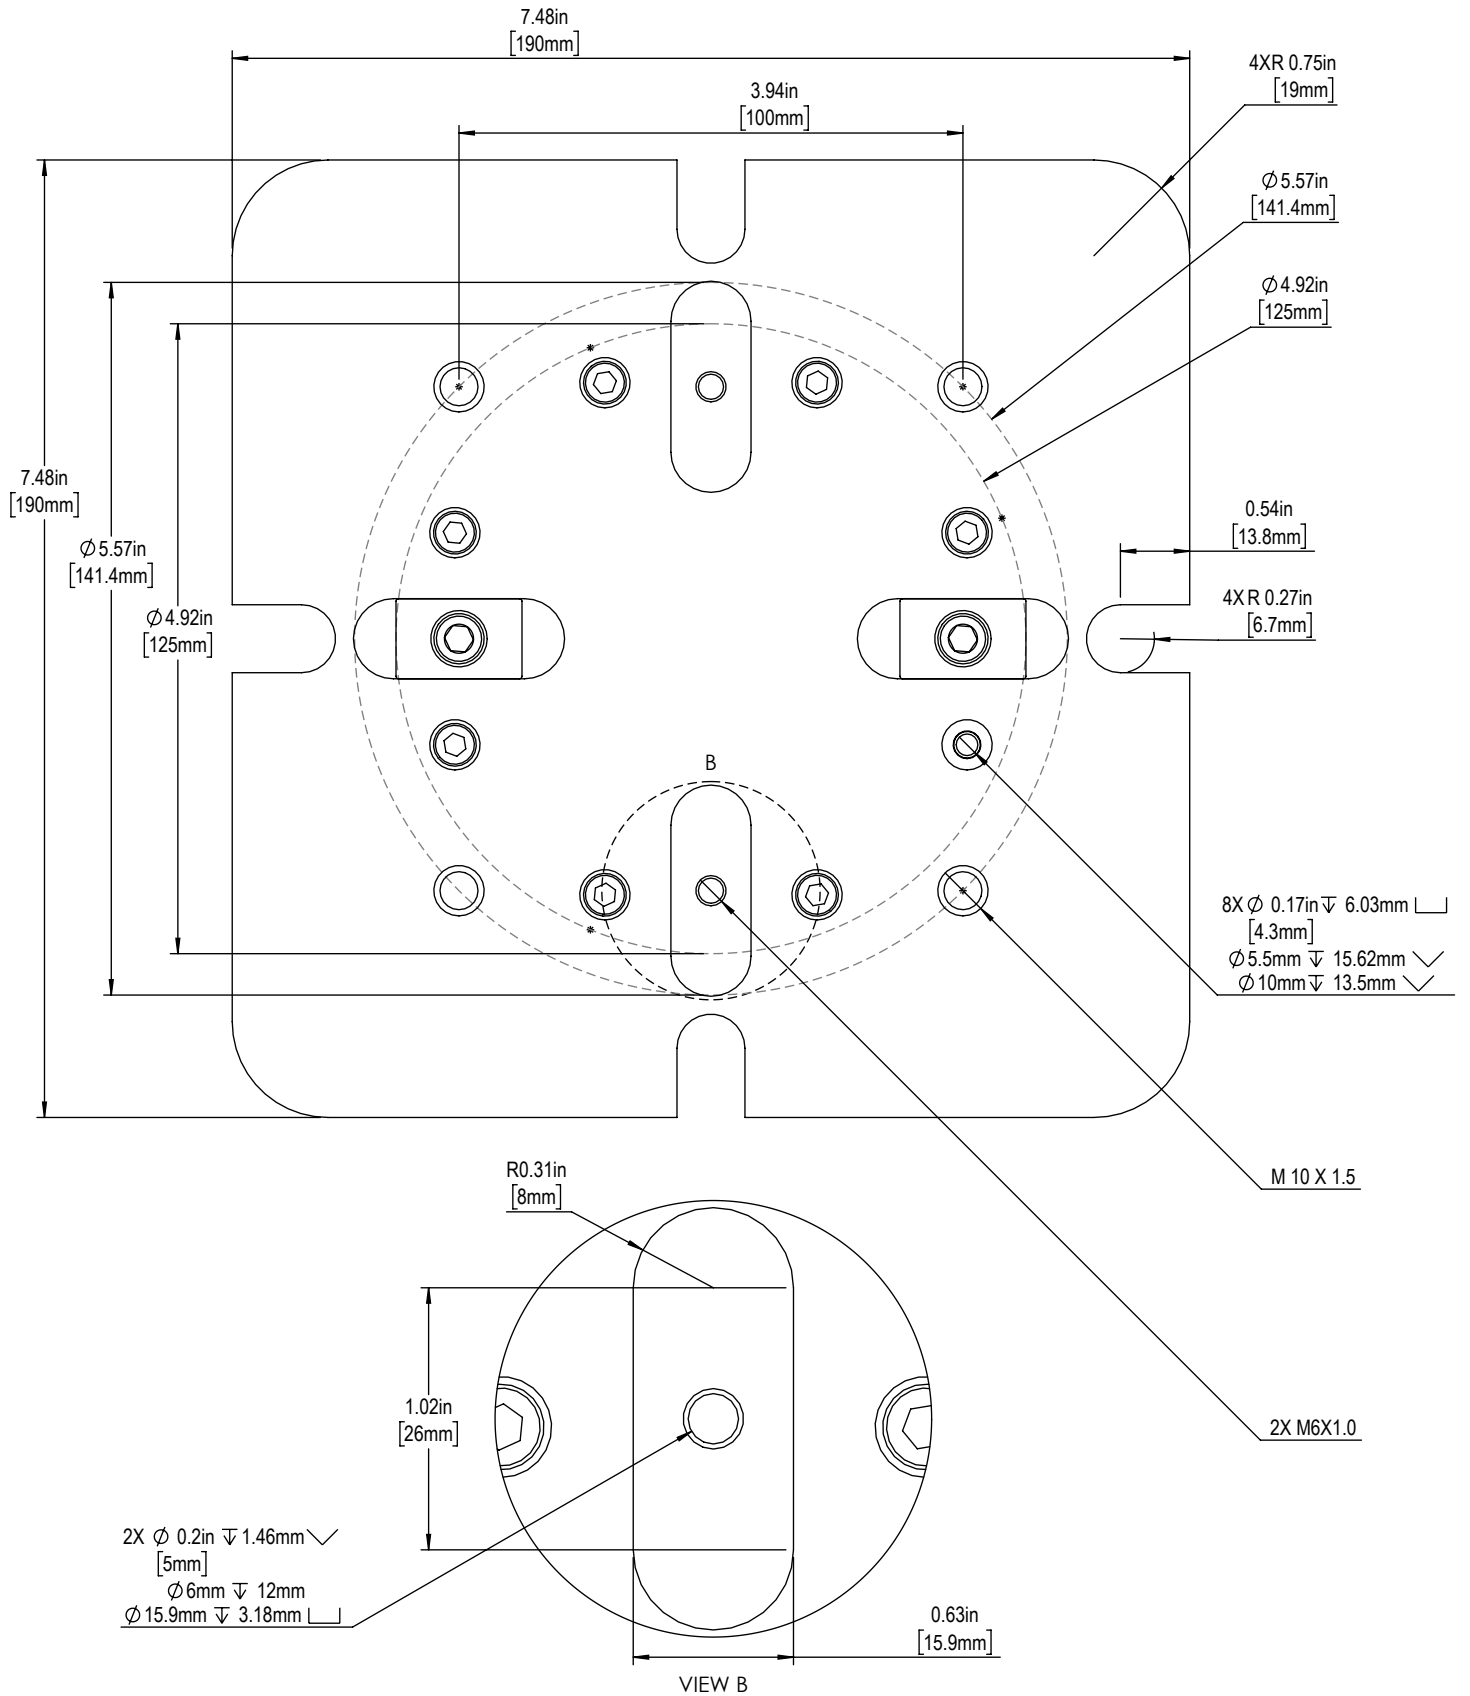 7.48in
[190mm]
4XR 0.75in
[19mm]
3.94in
[100mm]
Ø5.57in
[141.4mm]
Ø4.92in
[125mm]
7.48in
[190mm]
Ø5.57in
[141.4mm]
Ø4.92in
[125mm]
0.54in
[13.8mm]
4XR 0.27in
[6.7mm]
B
8X Ø 0.17in ↧ 6.03mm ⌴
[4.3mm]
Ø5.5mm ↧ 15.62mm ⌵
Ø10mm ↧ 13.5mm ⌵
M 10 X 1.5
R0.31in
[8mm]
1.02in
[26mm]
2X M6X1.0
2X Ø 0.2in ↧ 1.46mm ⌵
[5mm]
Ø6mm ↧ 12mm
Ø15.9mm ↧ 3.18mm ⌴
0.63in
[15.9mm]
VIEW B